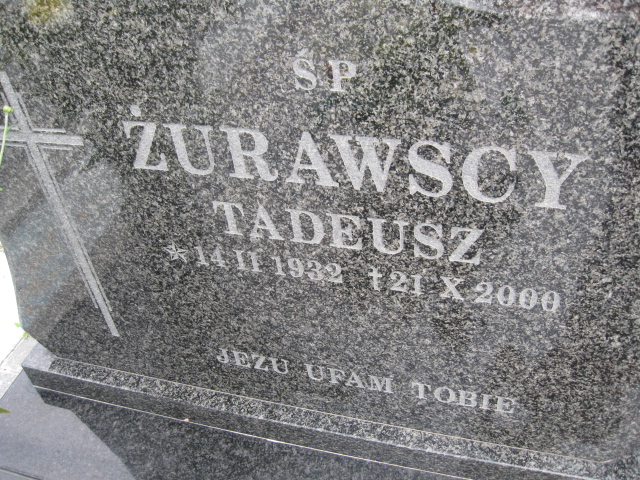 ŚP
ŻURAWSCY
TADEUSZ
* 14 II 1932 † 21 X 2000
JEZU UFAM TOBIE